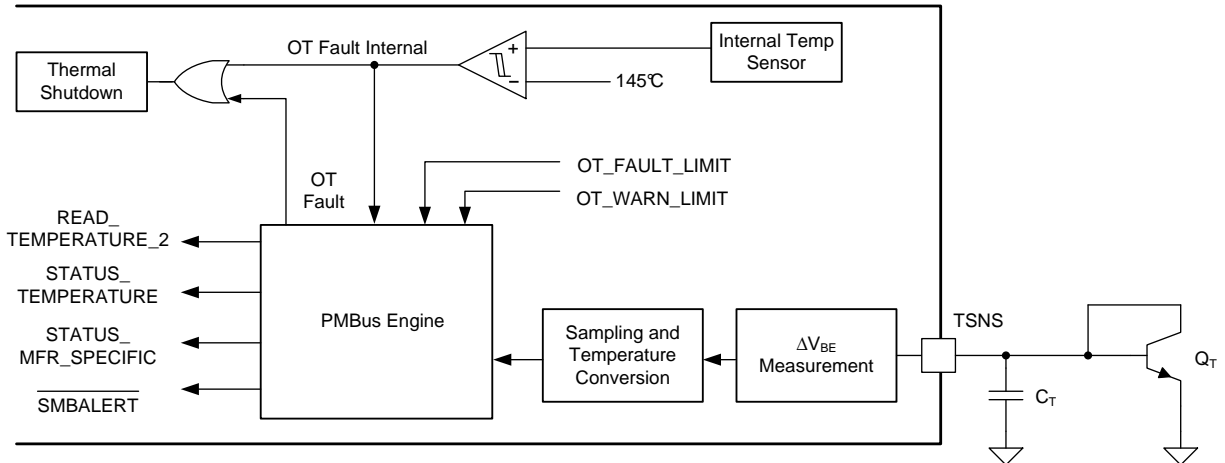 OT Fault Internal
Thermal
Shutdown
+
−
Internal Temp
Sensor
145℃
OT
Fault
OT_FAULT_LIMIT
OT_WARN_LIMIT
READ_
TEMPERATURE_2
STATUS_
TEMPERATURE
STATUS_
MFR_SPECIFIC
SMBALERT
PMBus Engine
Sampling and
Temperature
Conversion
ΔVBE
Measurement
TSNS
CT
QT